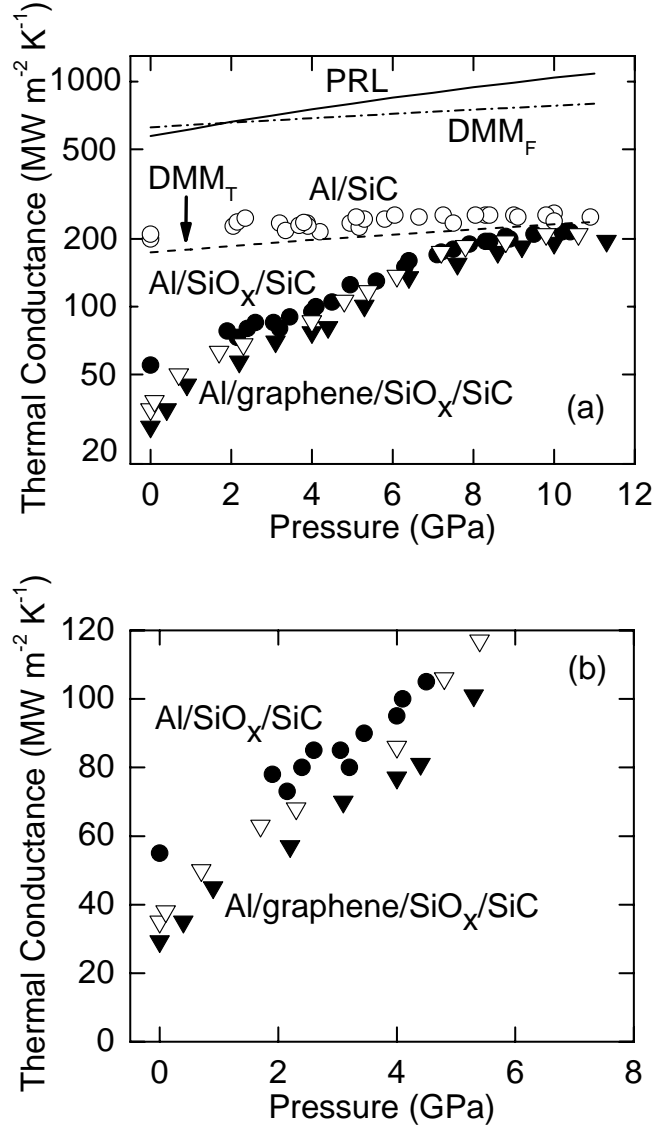 (a)
Thermal Conductance (MW m⁻² K⁻¹)
1000
500
200
100
50
20
PRL
DMM_F
DMM_T
Al/SiC
Al/SiO_x/SiC
Al/graphene/SiO_x/SiC
0 2 4 6 8 10 12
Pressure (GPa)
(b)
Thermal Conductance (MW m⁻² K⁻¹)
120
100
80
60
40
20
0
Al/SiO_x/SiC
Al/graphene/SiO_x/SiC
0 2 4 6 8
Pressure (GPa)